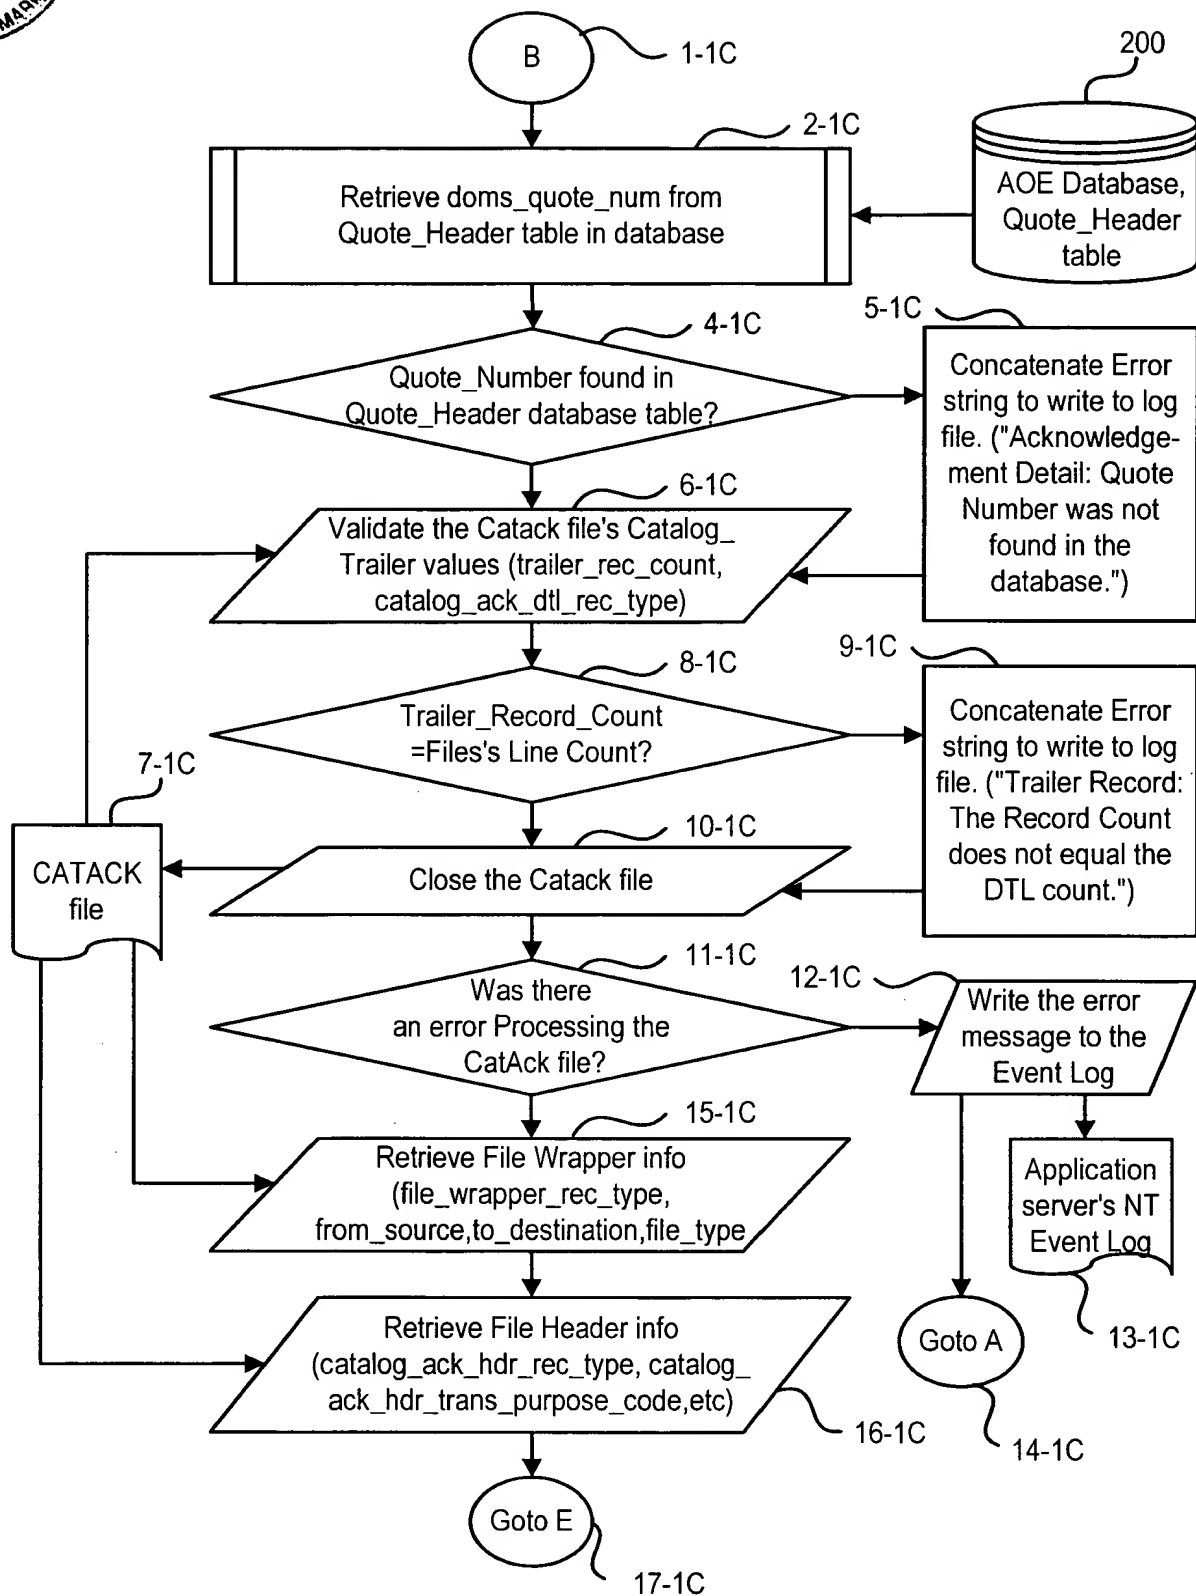 B
1-1C
200
2-1C
Retrieve doms_quote_num from
Quote_Header table in database
AOE Database,
Quote_Header
table
4-1C
Quote_Number found in
Quote_Header database table?
5-1C
Concatenate Error
string to write to log
file. ("Acknowledge-
ment Detail: Quote
Number was not
found in the
database.")
6-1C
Validate the Catack file's Catalog_
Trailer values (trailer_rec_count,
catalog_ack_dtl_rec_type)
8-1C
Trailer_Record_Count
=Files's Line Count?
9-1C
Concatenate Error
string to write to log
file. ("Trailer Record:
The Record Count
does not equal the
DTL count.")
7-1C
CATACK
file
10-1C
Close the Catack file
11-1C
Was there
an error Processing the
CatAck file?
12-1C
Write the error
message to the
Event Log
15-1C
Retrieve File Wrapper info
(file_wrapper_rec_type,
from_source,to_destination,file_type
Application
server's NT
Event Log
13-1C
Retrieve File Header info
(catalog_ack_hdr_rec_type, catalog_
ack_hdr_trans_purpose_code,etc)
16-1C
Goto A
14-1C
Goto E
17-1C